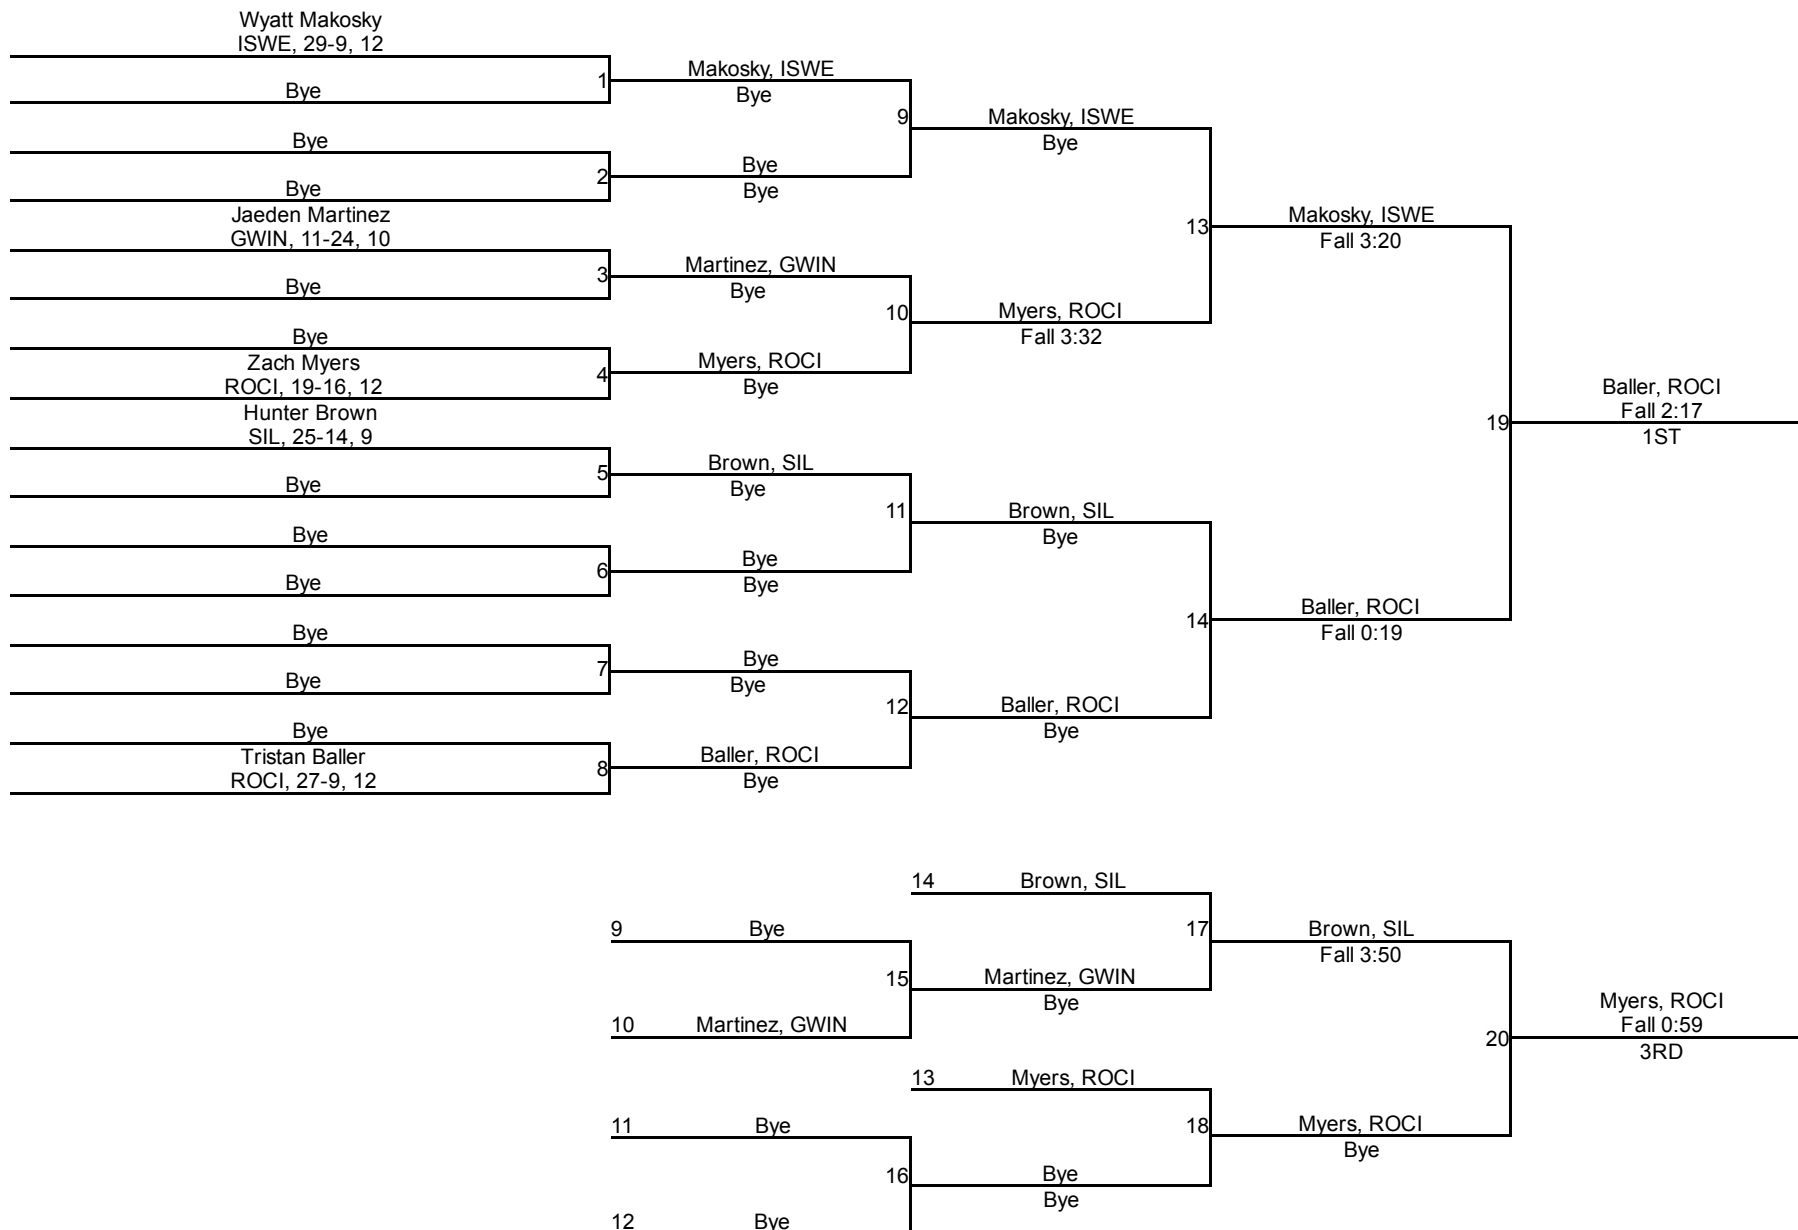 Wyatt Makosky
ISWE, 29-9, 12
1
Bye
Makosky, ISWE
Bye
9
Bye
2
Bye
Bye
Bye
Makosky, ISWE
Bye
13
Jaeden Martinez
GWIN, 11-24, 10
3
Bye
Martinez, GWIN
Bye
10
Bye
Zach Myers
ROCI, 19-16, 12
4
Myers, ROCI
Bye
Myers, ROCI
Fall 3:32
Makosky, ISWE
Fall 3:20
19
Hunter Brown
SIL, 25-14, 9
5
Bye
Brown, SIL
Bye
11
Bye
6
Bye
Bye
Bye
Brown, SIL
Bye
14
Bye
7
Bye
Bye
Bye
12
Bye
Tristan Baller
ROCI, 27-9, 12
8
Baller, ROCI
Bye
Baller, ROCI
Bye
Baller, ROCI
Fall 0:19
Baller, ROCI
Fall 2:17
1ST
14
Brown, SIL
17
9
Bye
15
10
Martinez, GWIN
Martinez, GWIN
Bye
Brown, SIL
Fall 3:50
20
13
Myers, ROCI
18
11
Bye
16
12
Bye
Bye
Bye
Myers, ROCI
Bye
Myers, ROCI
Fall 0:59
3RD